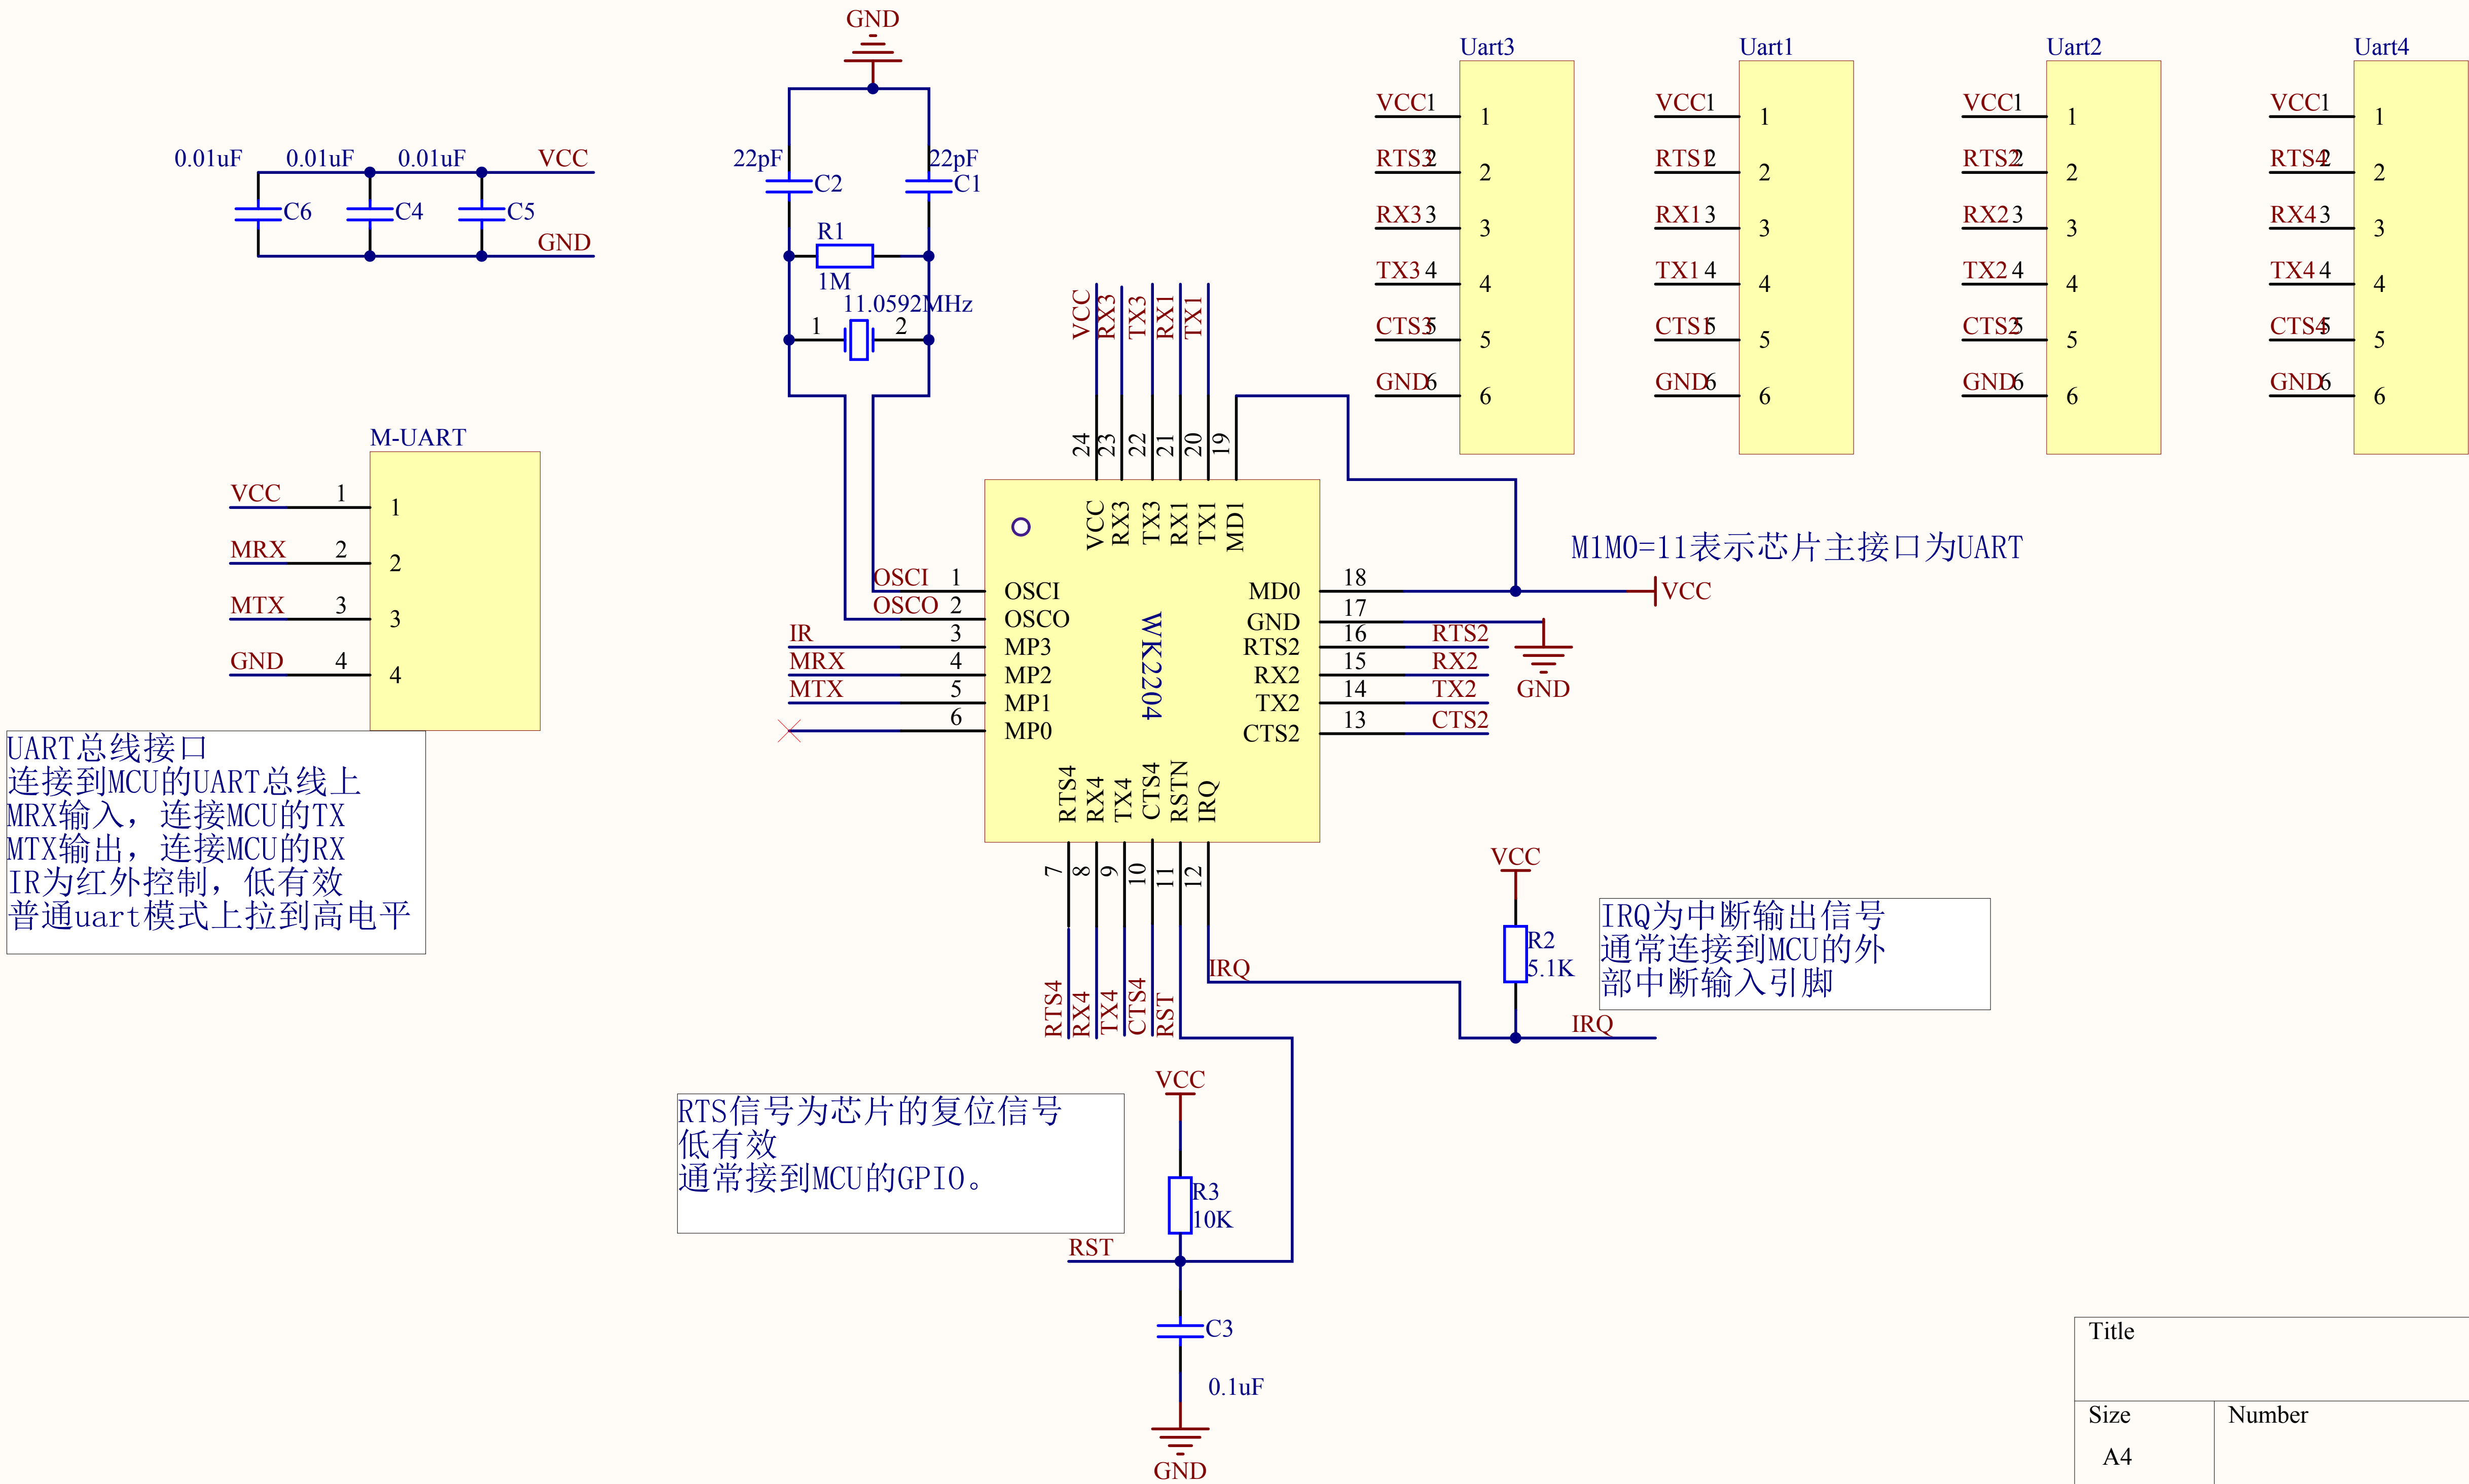 GND
22pF
22pF
C2
C1
R1
1M
11.0592MHz
1
2
0.01uF
0.01uF
0.01uF
VCC
C6
C4
C5
GND
Uart3
VCC 1 1
RTS3 2 2
RX3 3 3
TX3 4 4
CTS3 5 5
GND 6 6
Uart1
VCC 1 1
RTS1 2 2
RX1 3 3
TX1 4 4
CTS1 5 5
GND 6 6
Uart2
VCC 1 1
RTS2 2 2
RX2 3 3
TX2 4 4
CTS2 5 5
GND 6 6
Uart4
VCC 1 1
RTS4 2 2
RX4 3 3
TX4 4 4
CTS4 5 5
GND 6 6
M-UART
VCC 1 1
MRX 2 2
MTX 3 3
GND 4 4
UART总线接口
连接到MCU的UART总线上
MRX输入，连接MCU的TX
MTX输出，连接MCU的RX
IR为红外控制，低有效
普通uart模式上拉到高电平
VCC 24 VCC
RX3 23 RX3
TX3 22 TX3
RX1 21 RX1
TX1 20 TX1
19 MD1
OSCI 1 OSCI
OSCO 2 OSCO
IR 3 MP3
MRX 4 MP2
MTX 5 MP1
6 MP0
WK2204
MD0 18
GND 17
RTS2 16 RTS2
RX2 15 RX2
TX2 14 TX2
CTS2 13 CTS2
VCC
GND
M1M0=11表示芯片主接口为UART
RTS4 7 RTS4
RX4 8 RX4
TX4 9 TX4
CTS4 10 CTS4
RSTN 11 RST
IRQ 12
IRQ
VCC
R2
5.1K
IRQ
IRQ为中断输出信号
通常连接到MCU的外
部中断输入引脚
RTS信号为芯片的复位信号
低有效
通常接到MCU的GPIO。
VCC
R3
10K
RST
C3
0.1uF
GND
Title
Size
Number
A4